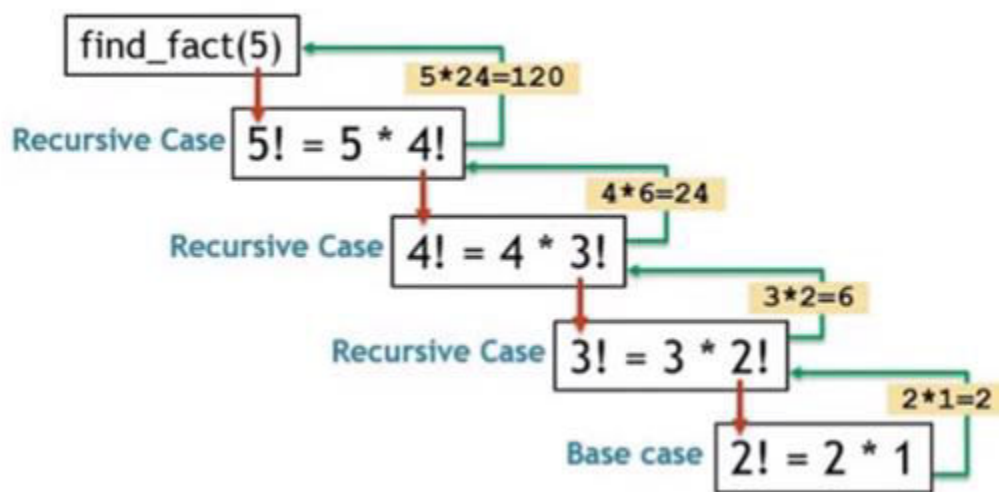 find_fact(5)
5*24=120
Recursive Case 5! = 5 * 4!
4*6=24
Recursive Case 4! = 4 * 3!
3*2=6
Recursive Case 3! = 3 * 2!
2*1=2
Base case 2! = 2 * 1